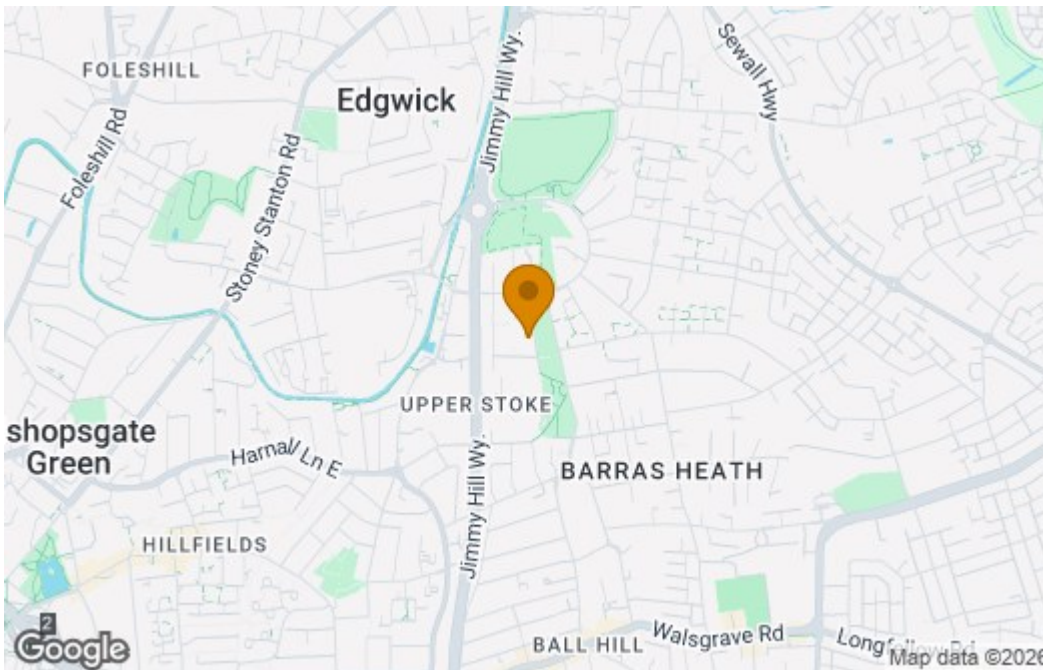 FOLESHILL
Edgwick
Jimmy Hill Wy.
Sewall Hwy
Foleshill Rd
Stoney Stanton Rd
UPPER STOKE
shopsgate
Green
Harnall Ln E
BARRAS HEATH
Jimmy Hill Wy.
HILLFIELDS
2
Google
BALL HILL
Walsgrave Rd
Longfellow Rd
Map data ©2026